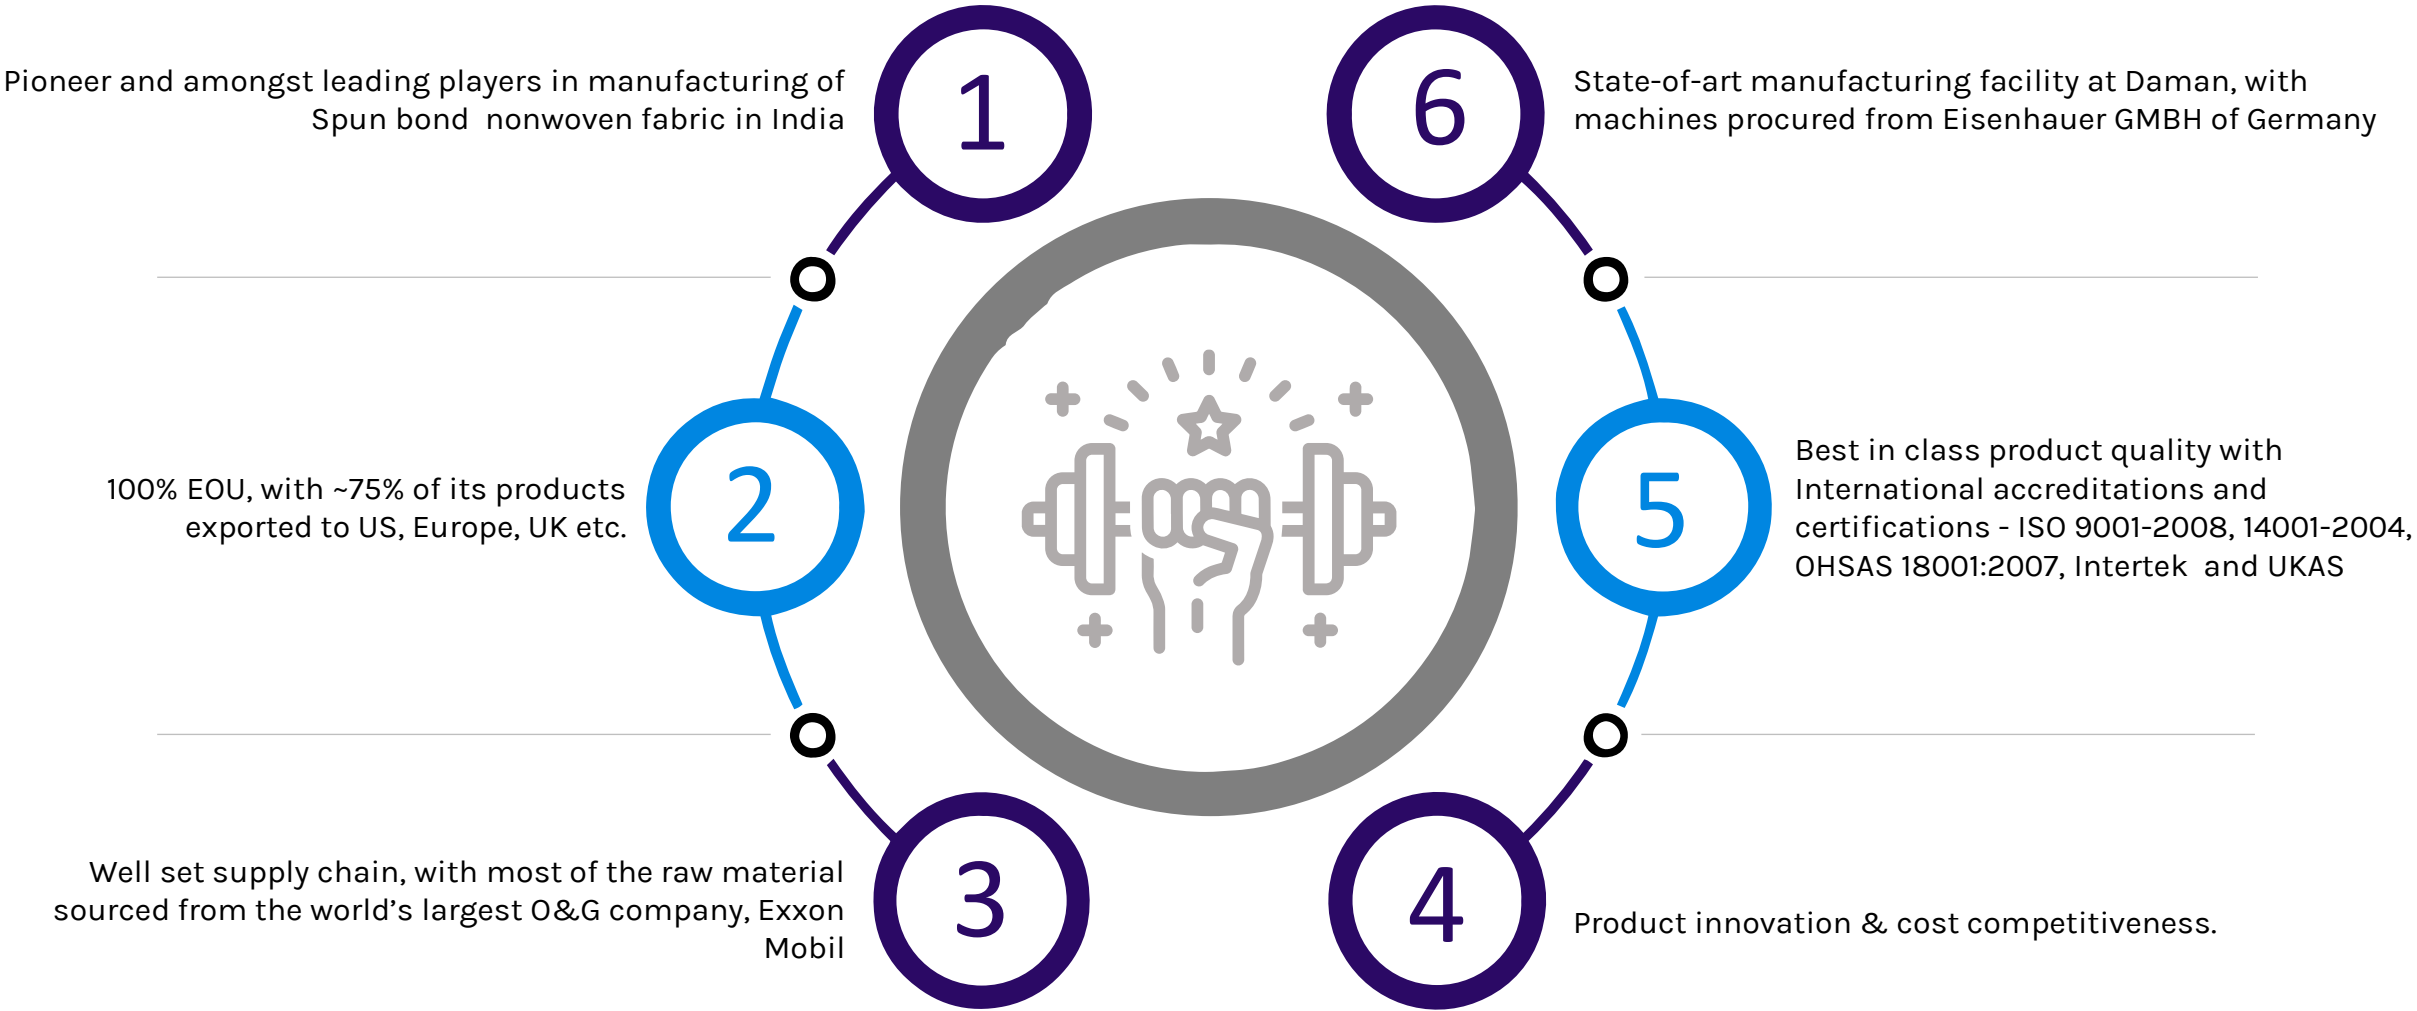 1
Pioneer and amongst leading players in manufacturing of
Spun bond nonwoven fabric in India
2
100% EOU, with ~75% of its products
exported to US, Europe, UK etc.
3
Well set supply chain, with most of the raw material
sourced from the world’s largest O&G company, Exxon
Mobil
4
Product innovation & cost competitiveness.
5
Best in class product quality with
International accreditations and
certifications - ISO 9001-2008, 14001-2004,
OHSAS 18001:2007, Intertek and UKAS
6
State-of-art manufacturing facility at Daman, with
machines procured from Eisenhauer GMBH of Germany